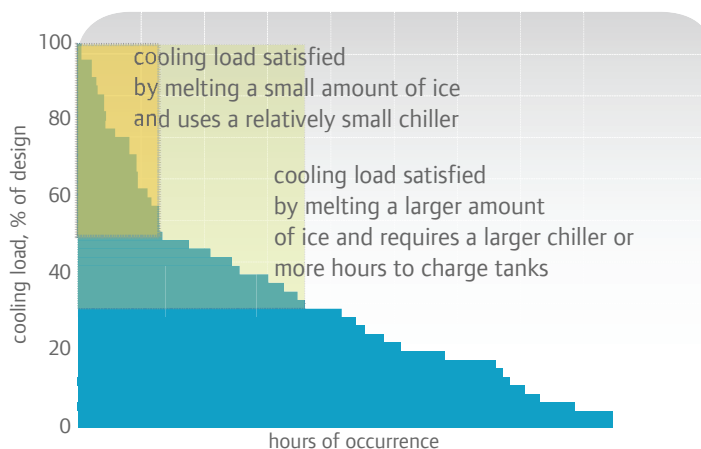 100
cooling load satisfied
by melting a small amount of ice
80
and uses a relatively small chiller
cooling load satisfied
60
by melting a larger amount
of ice and requires a larger chiller or
40
more hours to charge tanks
20
0
cooling load, % of design
hours of occurrence